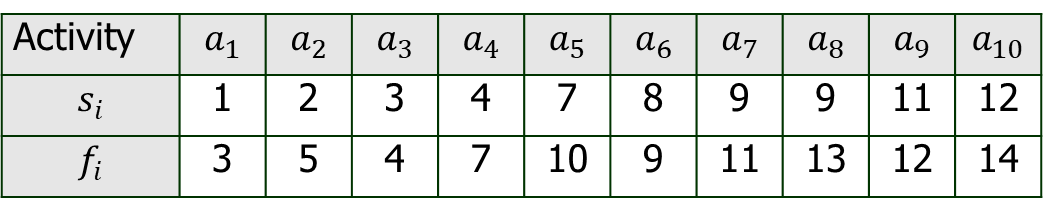 Activity a₁ a₂ a₃ a₄ a₅ a₆ a₇ a₈ a₉ a₁₀
sᵢ 1 2 3 4 7 8 9 9 11 12
fᵢ 3 5 4 7 10 9 11 13 12 14